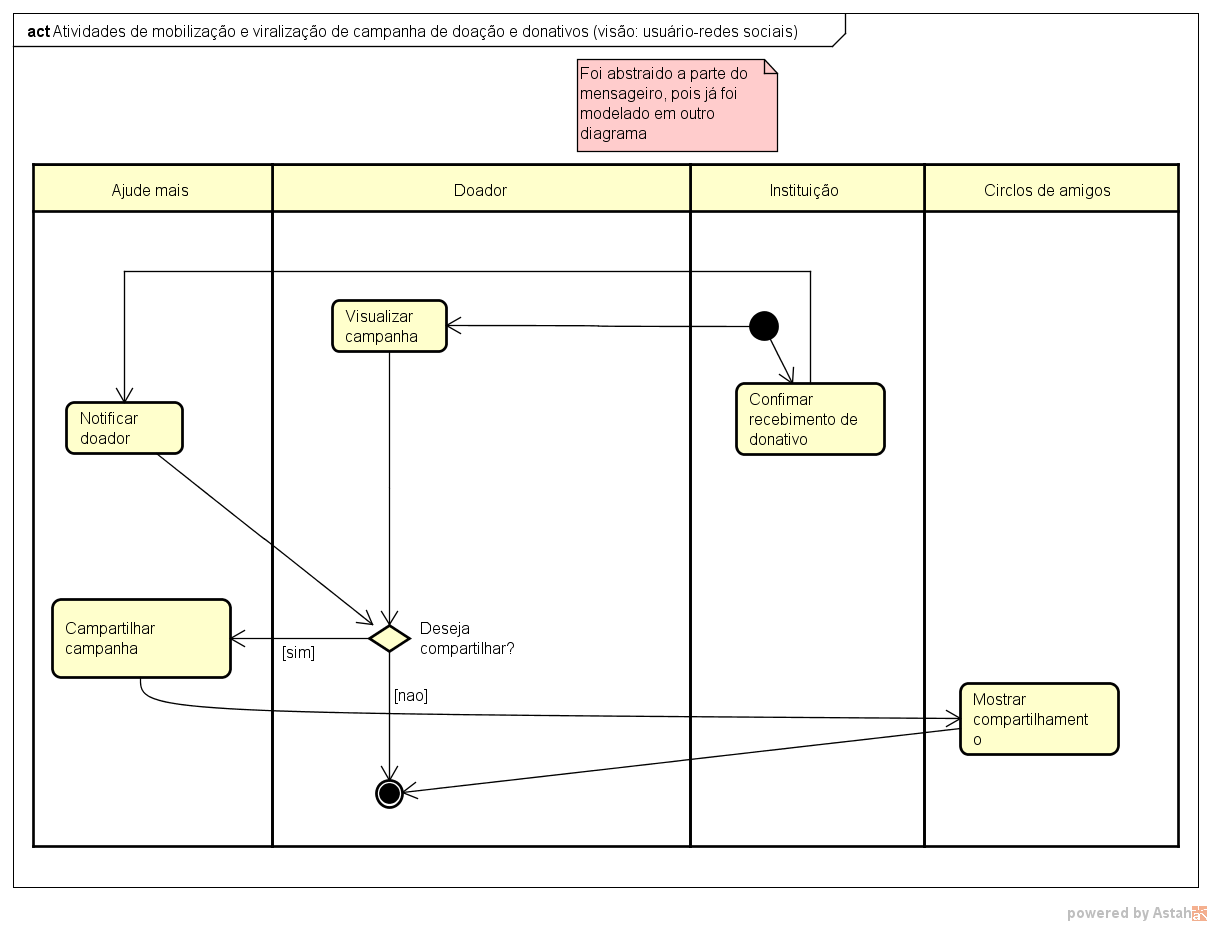 act Atividades de mobilização e viralização de campanha de doação e donativos (visão: usuário-redes sociais)
Foi abstraido a parte do
mensageiro, pois já foi
modelado em outro
diagrama
Ajude mais
Doador
Instituição
Circlos de amigos
Visualizar
campanha
Confimar
recebimento de
donativo
Notificar
doador
Campartilhar
campanha
[sim]
Deseja
compartilhar?
[nao]
Mostrar
compartilhament
o
powered by Astah